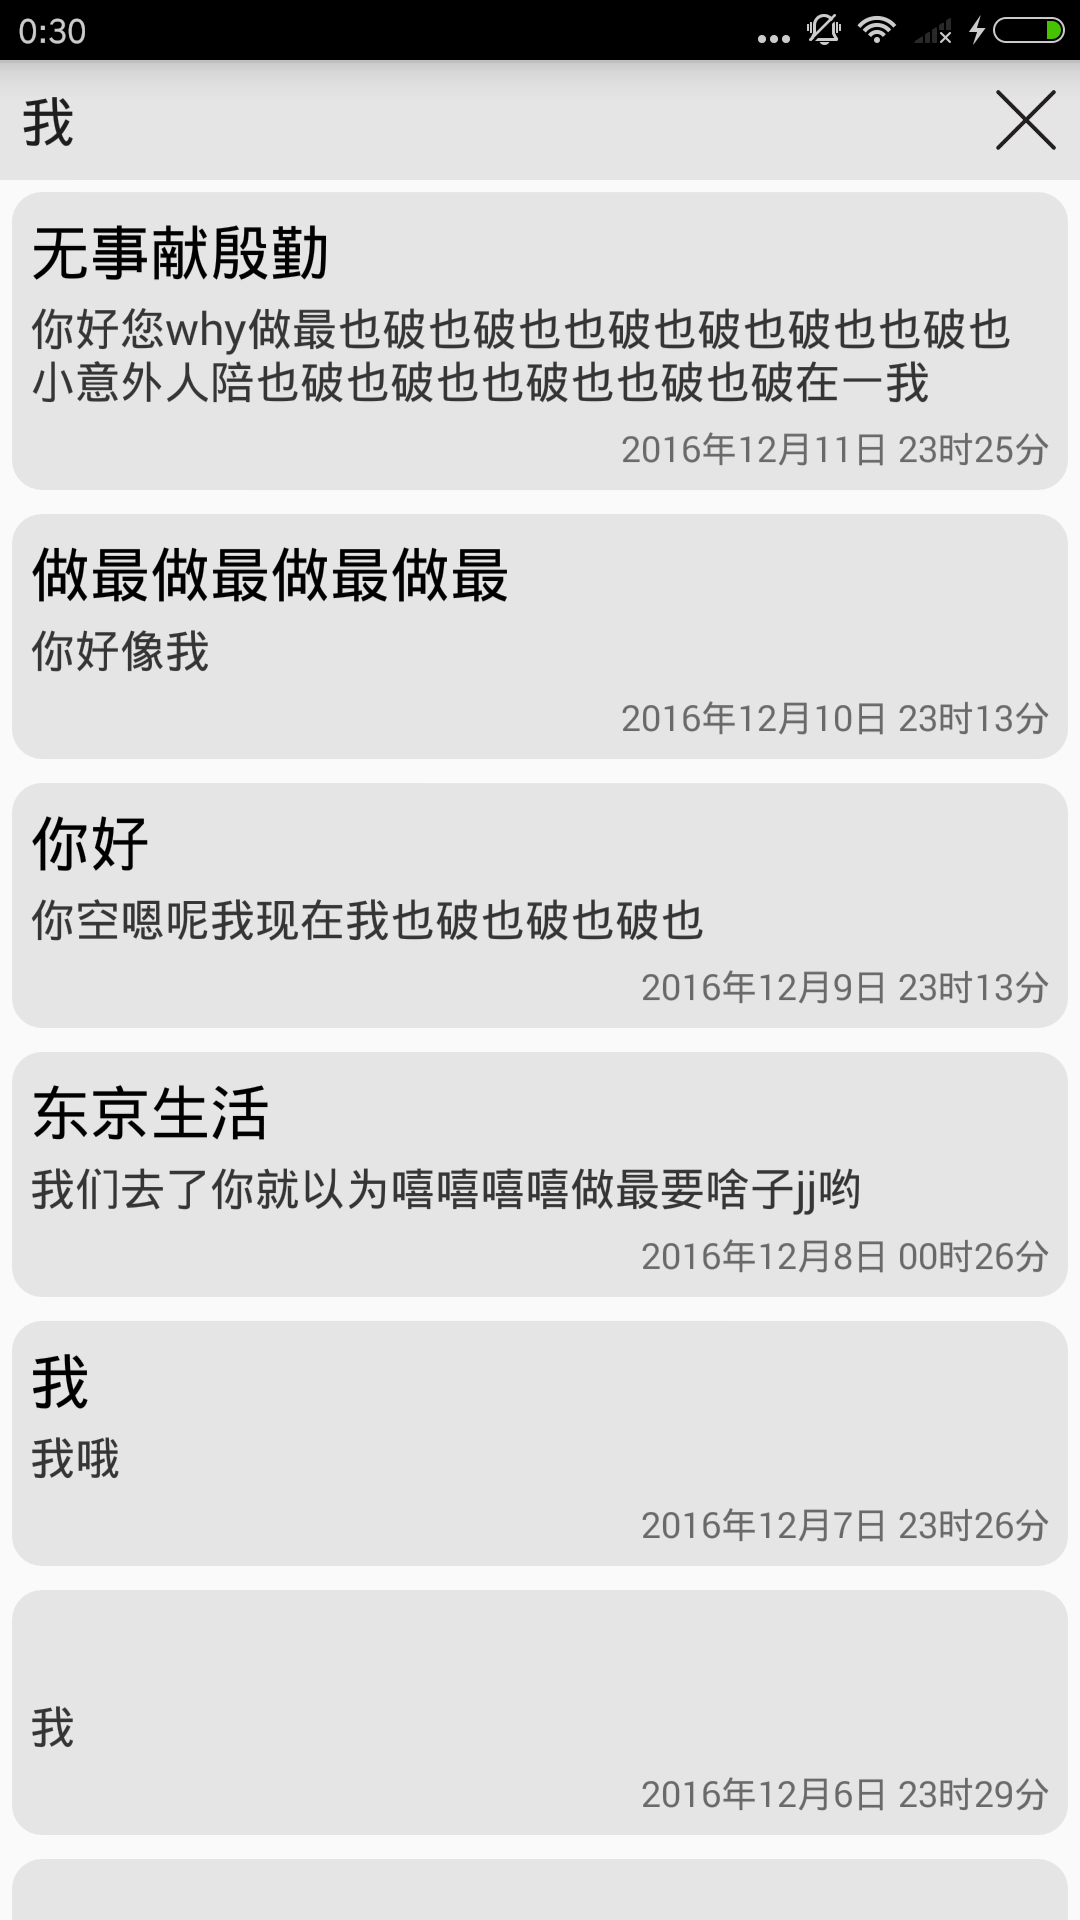 0:30
我
无事献殷勤
你好您why做最也破也破也也破也破也破也也破也
小意外人陪也破也破也也破也也破也破在一我
2016年12月11日 23时25分
做最做最做最做最
你好像我
2016年12月10日 23时13分
你好
你空嗯呢我现在我也破也破也破也
2016年12月9日 23时13分
东京生活
我们去了你就以为嘻嘻嘻嘻做最要啥子jj哟
2016年12月8日 00时26分
我
我哦
2016年12月7日 23时26分
我
2016年12月6日 23时29分